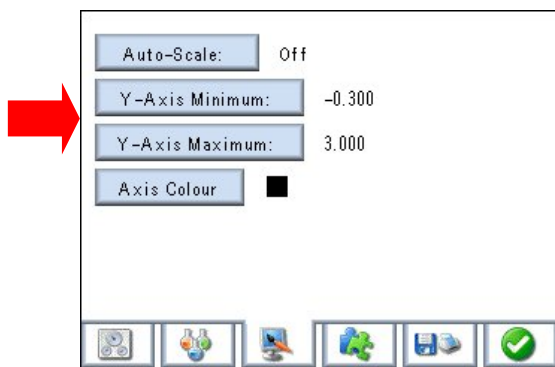 Auto-Scale: Off
Y-Axis Minimum: -0.300
Y-Axis Maximum: 3.000
Axis Colour